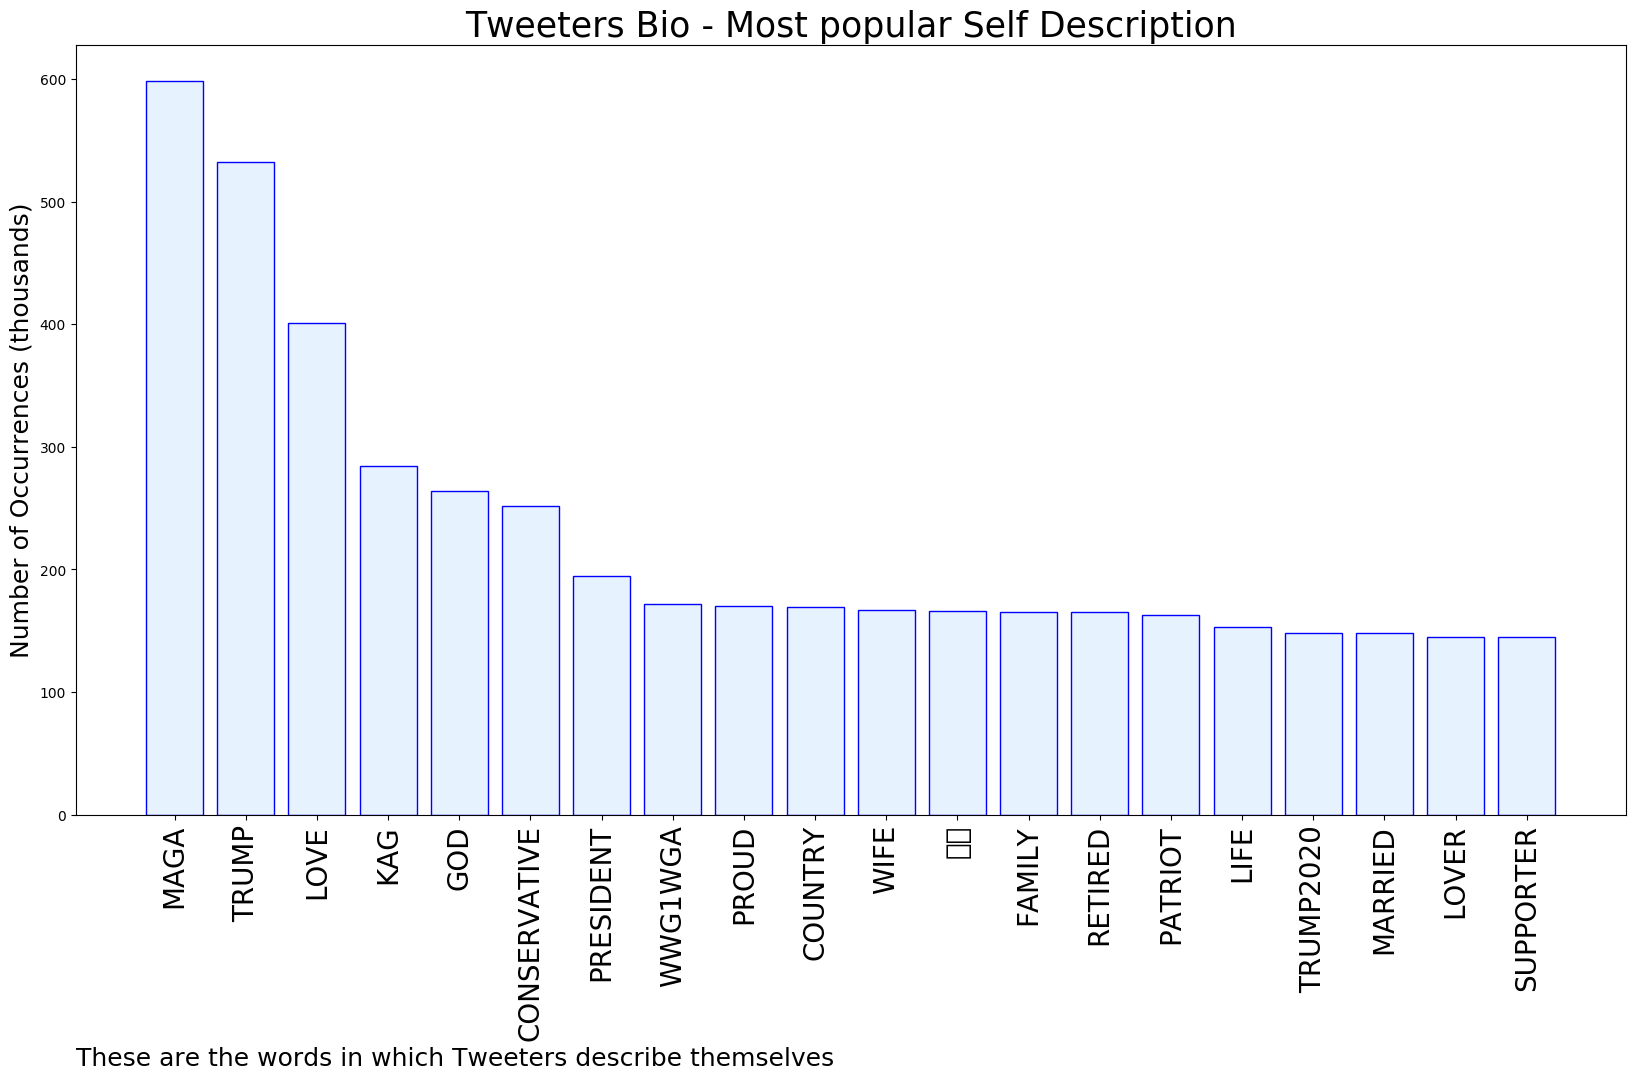 Tweeters Bio - Most popular Self Description
Number of Occurrences (thousands)
600
500
400
300
200
100
0
MAGA
TRUMP
LOVE
KAG
GOD
CONSERVATIVE
PRESIDENT
WWG1WGA
PROUD
COUNTRY
WIFE
FAMILY
RETIRED
PATRIOT
LIFE
TRUMP2020
MARRIED
LOVER
SUPPORTER
These are the words in which Tweeters describe themselves